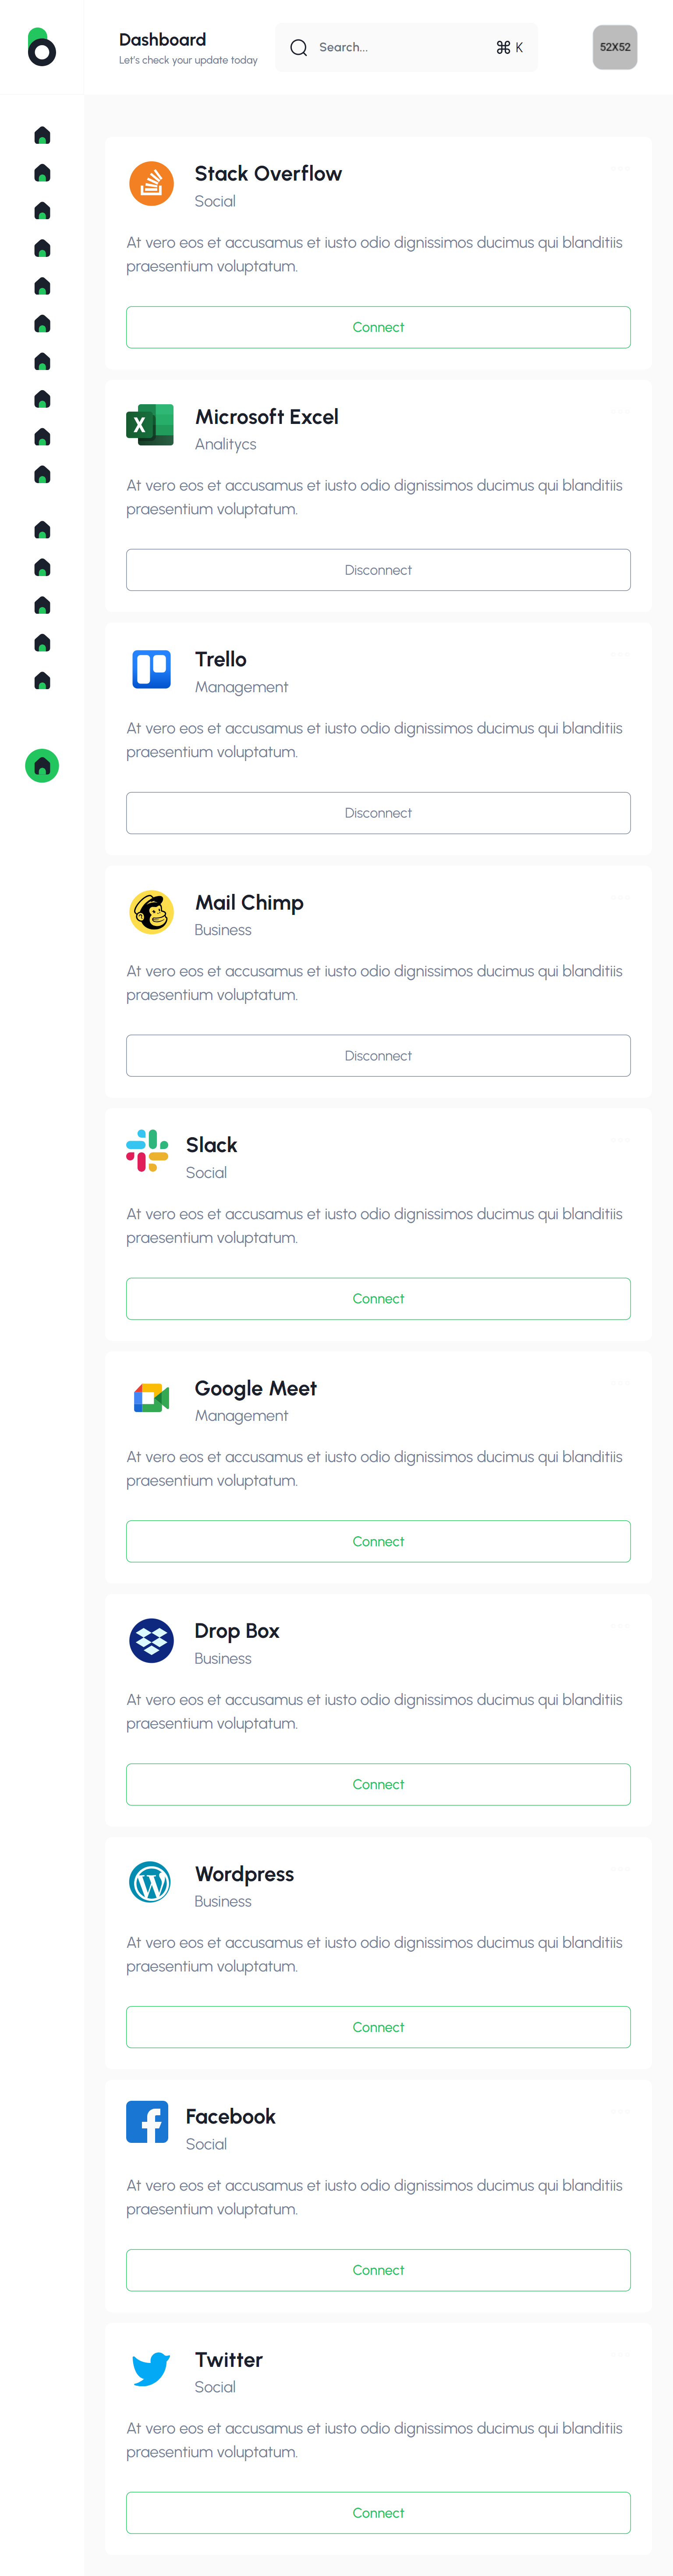 Dashboard
Let's check your update today
Search...
⌘ K
52X52
Stack Overflow
Social
At vero eos et accusamus et iusto odio dignissimos ducimus qui blanditiis
praesentium voluptatum.
Connect
Microsoft Excel
Analitycs
At vero eos et accusamus et iusto odio dignissimos ducimus qui blanditiis
praesentium voluptatum.
Disconnect
Trello
Management
At vero eos et accusamus et iusto odio dignissimos ducimus qui blanditiis
praesentium voluptatum.
Disconnect
Mail Chimp
Business
At vero eos et accusamus et iusto odio dignissimos ducimus qui blanditiis
praesentium voluptatum.
Disconnect
Slack
Social
At vero eos et accusamus et iusto odio dignissimos ducimus qui blanditiis
praesentium voluptatum.
Connect
Google Meet
Management
At vero eos et accusamus et iusto odio dignissimos ducimus qui blanditiis
praesentium voluptatum.
Connect
Drop Box
Business
At vero eos et accusamus et iusto odio dignissimos ducimus qui blanditiis
praesentium voluptatum.
Connect
Wordpress
Business
At vero eos et accusamus et iusto odio dignissimos ducimus qui blanditiis
praesentium voluptatum.
Connect
Facebook
Social
At vero eos et accusamus et iusto odio dignissimos ducimus qui blanditiis
praesentium voluptatum.
Connect
Twitter
Social
At vero eos et accusamus et iusto odio dignissimos ducimus qui blanditiis
praesentium voluptatum.
Connect